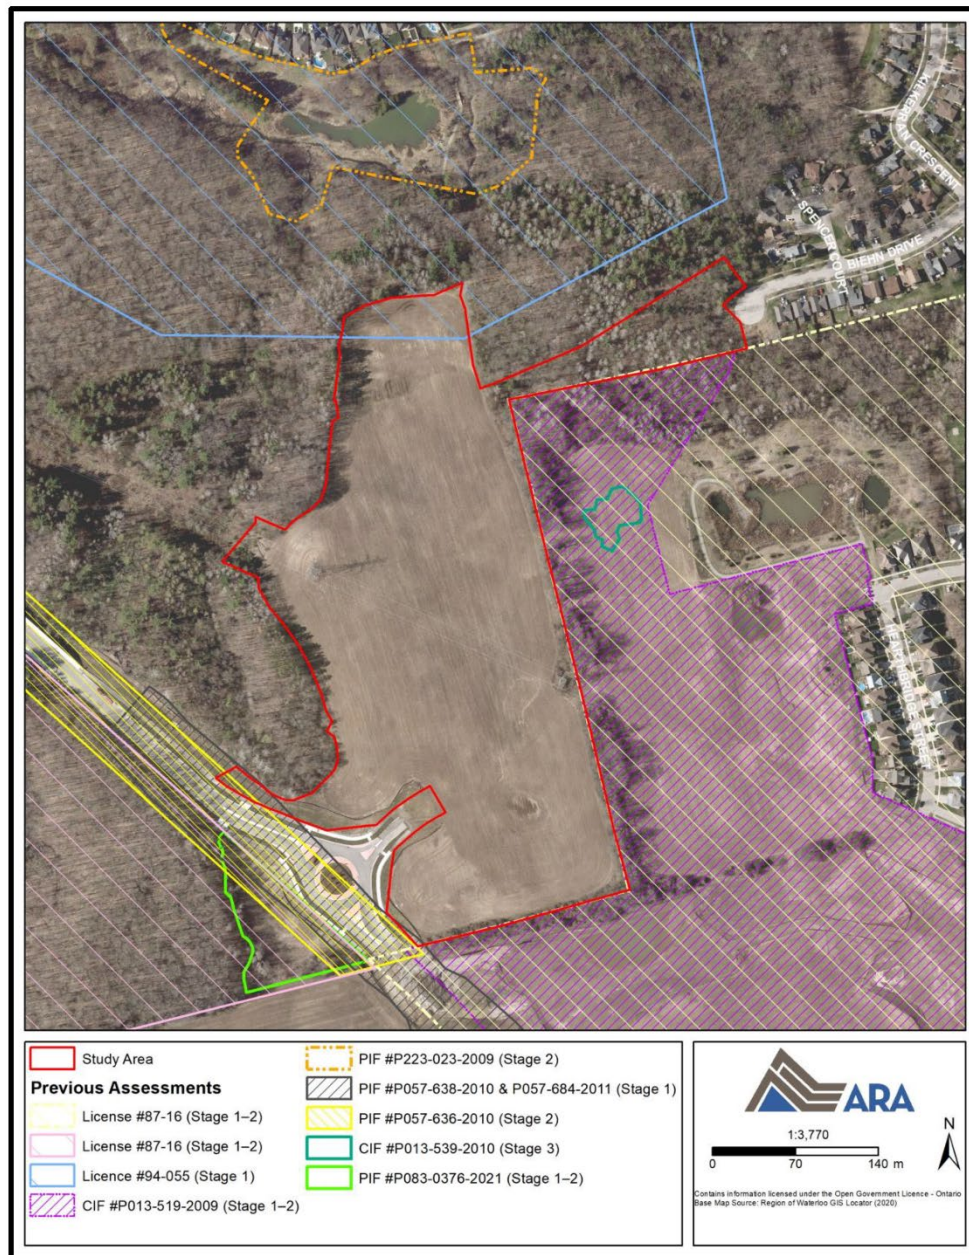 KILKERRAN CRESCENT
SPENCER COURT
BIEHN DRIVE
HEARTHBRIDGE STREET
Study Area
Previous Assessments
License #87-16 (Stage 1–2)
License #87-16 (Stage 1–2)
Licence #94-055 (Stage 1)
CIF #P013-519-2009 (Stage 1–2)
PIF #P223-023-2009 (Stage 2)
PIF #P057-638-2010 & P057-684-2011 (Stage 1)
PIF #P057-636-2010 (Stage 2)
CIF #P013-539-2010 (Stage 3)
PIF #P083-0376-2021 (Stage 1–2)
ARA
1:3,770
N
0 70 140 m
Contains information licensed under the Open Government Licence - Ontario
Base Map Source: Region of Waterloo GIS Locator (2020)